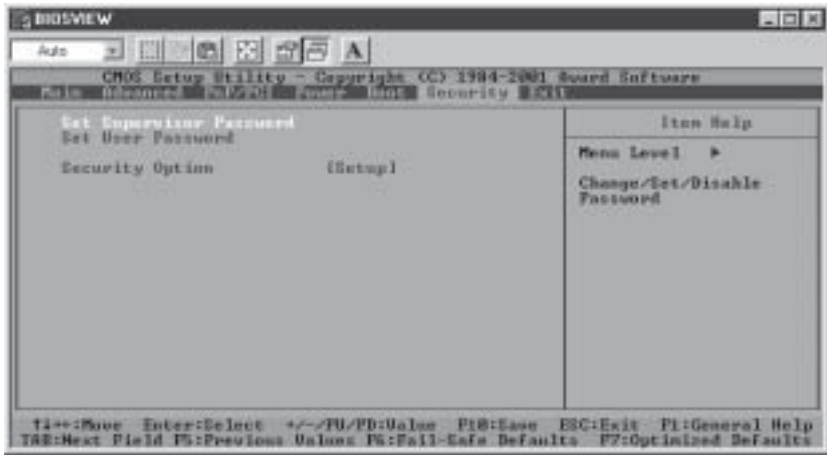 BIOSVIEW
Auto
A
CMOS Setup Utility - Copyright (C) 1984-2001 Award Software
Main Advanced PnP/PCI Power Boot Security Exit
Set Supervisor Password
Set User Password
Security Option [Setup]
Item Help
Menu Level ►
Change/Set/Disable
Password
↑↓↔:Move Enter:Select +/-/PU/PD:Value F10:Save ESC:Exit F1:General Help
TAB:Next Field F5:Previous Values F6:Fail-Safe Defaults F7:Optimized Defaults